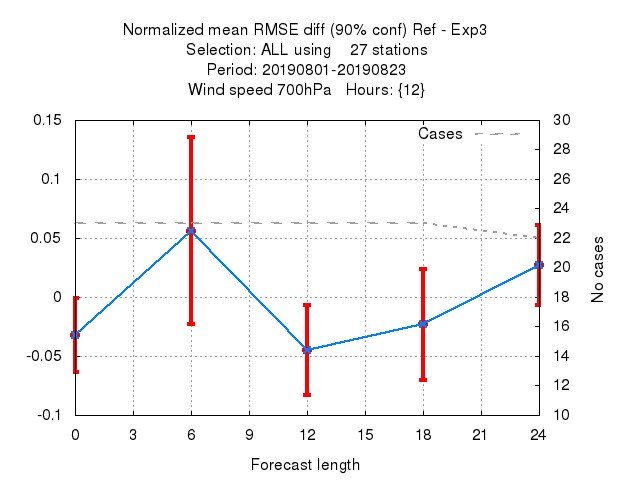 Normalized mean RMSE diff (90% conf) Ref - Exp3
Selection: ALL using    27 stations
Period: 20190801-20190823
Wind speed 700hPa   Hours: {12}
Cases
0.15
0.1
0.05
0
-0.05
-0.1
30
28
26
24
22
20
18
16
14
12
10
No cases
0 3 6 9 12 15 18 21 24
Forecast length